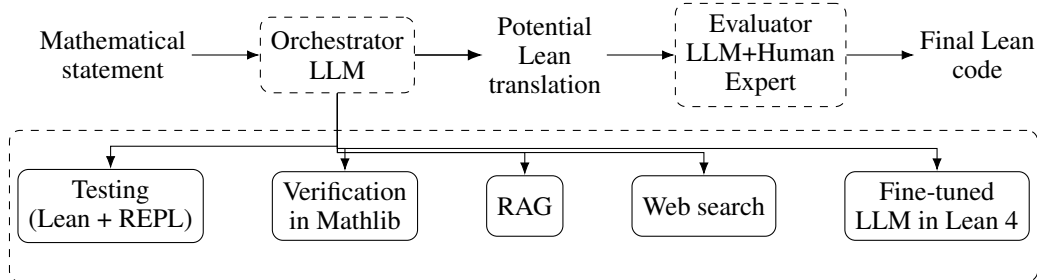 Mathematical
statement
Orchestrator
LLM
Potential
Lean
translation
Evaluator
LLM+Human
Expert
Final Lean
code
Testing
(Lean + REPL)
Verification
in Mathlib
RAG
Web search
Fine-tuned
LLM in Lean 4